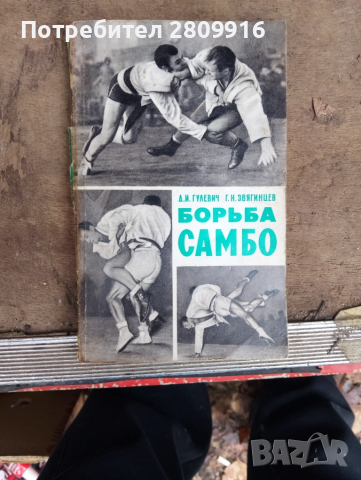 Потребител 2809916
Д.И.ГУЛЕВИЧ Г.Н.ЗВЯГИНЦЕВ
БОРЬБА
САМБО
BAZAR